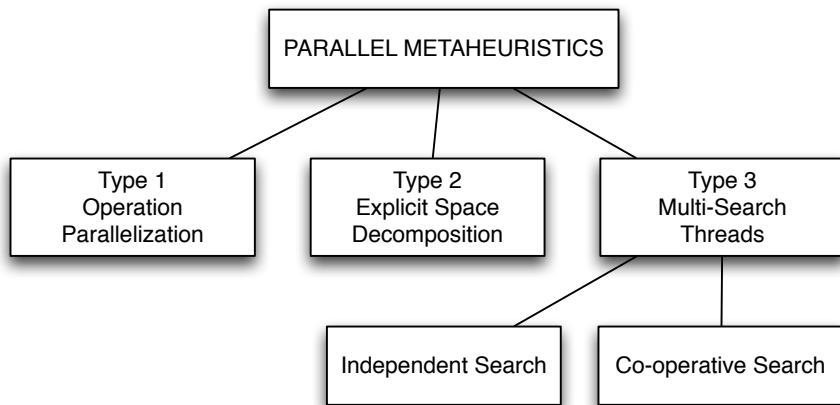 PARALLEL METAHEURISTICS
Type 1
Operation
Parallelization
Type 2
Explicit Space
Decomposition
Type 3
Multi-Search
Threads
Independent Search
Co-operative Search